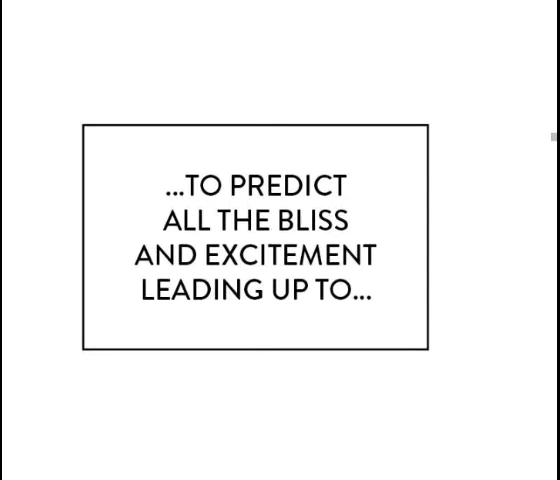 ...TO PREDICT
ALL THE BLISS
AND EXCITEMENT
LEADING UP TO...